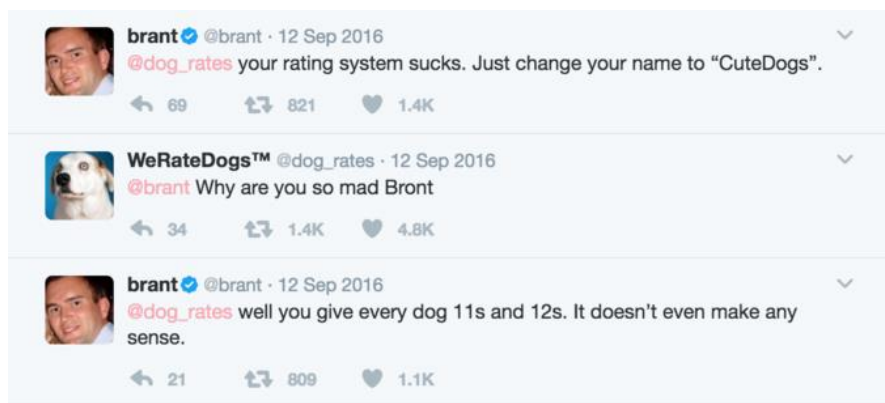 brant @brant · 12 Sep 2016
@dog_rates your rating system sucks. Just change your name to “CuteDogs”.
69 821 1.4K
WeRateDogs™ @dog_rates · 12 Sep 2016
@brant Why are you so mad Bront
34 1.4K 4.8K
brant @brant · 12 Sep 2016
@dog_rates well you give every dog 11s and 12s. It doesn’t even make any
sense.
21 809 1.1K